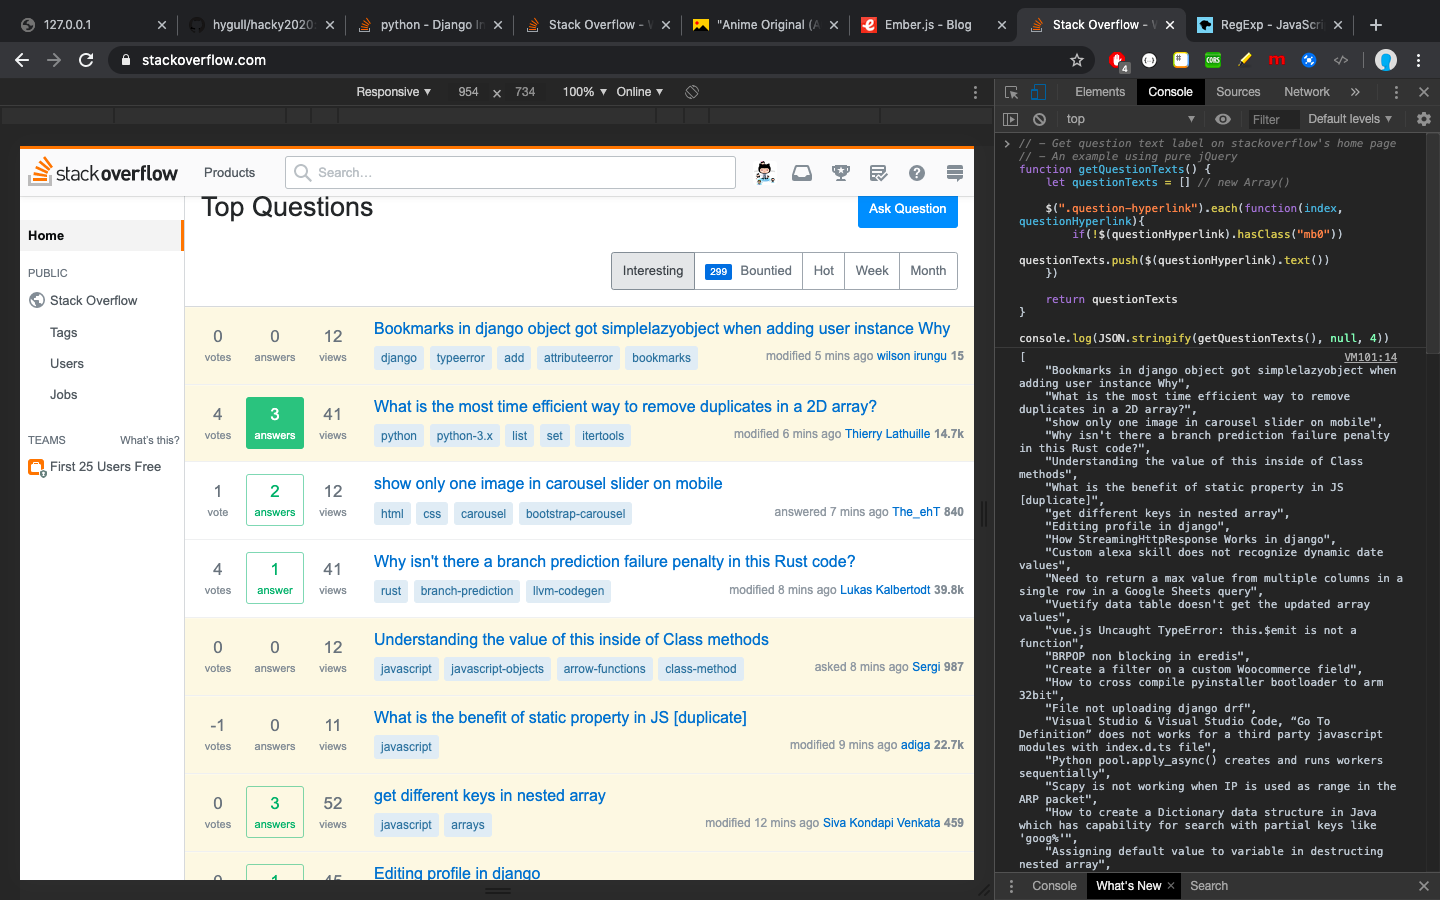 127.0.0.1
hygull/hacky2020:
python - Django In
Stack Overflow - W
"Anime Original (A
Ember.js - Blog
Stack Overflow - W
RegExp - JavaScri
stackoverflow.com
4
CORS
m
Responsive
954 x 734
100%
Online
Elements
Console
Sources
Network
top
Filter
Default levels
stackoverflow
Products
Search...
Top Questions
Ask Question
Home
PUBLIC
Stack Overflow
Tags
Users
Jobs
TEAMS
What's this?
First 25 Users Free
Interesting
299 Bountied
Hot
Week
Month
0 votes
0 answers
12 views
Bookmarks in django object got simplelazyobject when adding user instance Why
django typeerror add attributeerror bookmarks
modified 5 mins ago wilson irungu 15
4 votes
3 answers
41 views
What is the most time efficient way to remove duplicates in a 2D array?
python python-3.x list set itertools
modified 6 mins ago Thierry Lathuille 14.7k
1 vote
2 answers
12 views
show only one image in carousel slider on mobile
html css carousel bootstrap-carousel
answered 7 mins ago The_ehT 840
4 votes
1 answer
41 views
Why isn't there a branch prediction failure penalty in this Rust code?
rust branch-prediction llvm-codegen
modified 8 mins ago Lukas Kalbertodt 39.8k
0 votes
0 answers
12 views
Understanding the value of this inside of Class methods
javascript javascript-objects arrow-functions class-method
asked 8 mins ago Sergi 987
-1 votes
0 answers
11 views
What is the benefit of static property in JS [duplicate]
javascript
modified 9 mins ago adiga 22.7k
0 votes
3 answers
52 views
get different keys in nested array
javascript arrays
modified 12 mins ago Siva Kondapi Venkata 459
Editing profile in django
// - Get question text label on stackoverflow's home page
// - An example using pure jQuery
function getQuestionTexts() {
let questionTexts = [] // new Array()
$(".question-hyperlink").each(function(index,
questionHyperlink){
if(!$(questionHyperlink).hasClass("mb0"))
questionTexts.push($(questionHyperlink).text())
})
return questionTexts
}
console.log(JSON.stringify(getQuestionTexts(), null, 4))
[ VM101:14
"Bookmarks in django object got simplelazyobject when
adding user instance Why",
"What is the most time efficient way to remove
duplicates in a 2D array?",
"show only one image in carousel slider on mobile",
"Why isn't there a branch prediction failure penalty
in this Rust code?",
"Understanding the value of this inside of Class
methods",
"What is the benefit of static property in JS
[duplicate]",
"get different keys in nested array",
"Editing profile in django",
"How StreamingHttpResponse Works in django",
"Custom alexa skill does not recognize dynamic date
values",
"Need to return a max value from multiple columns in a
single row in a Google Sheets query",
"Vuetify data table doesn't get the updated array
values",
"vue.js Uncaught TypeError: this.$emit is not a
function",
"BRPOP non blocking in eredis",
"Create a filter on a custom Woocommerce field",
"How to cross compile pyinstaller bootloader to arm
32bit",
"File not uploading django drf",
"Visual Studio & Visual Studio Code, “Go To
Definition” does not works for a third party javascript
modules with index.d.ts file",
"Python pool.apply_async() creates and runs workers
sequentially",
"Scapy is not working when IP is used as range in the
ARP packet",
"How to create a Dictionary data structure in Java
which has capability for search with partial keys like
'goog%'",
"Assigning default value to variable in destructing
nested array",
Console
What's New
Search